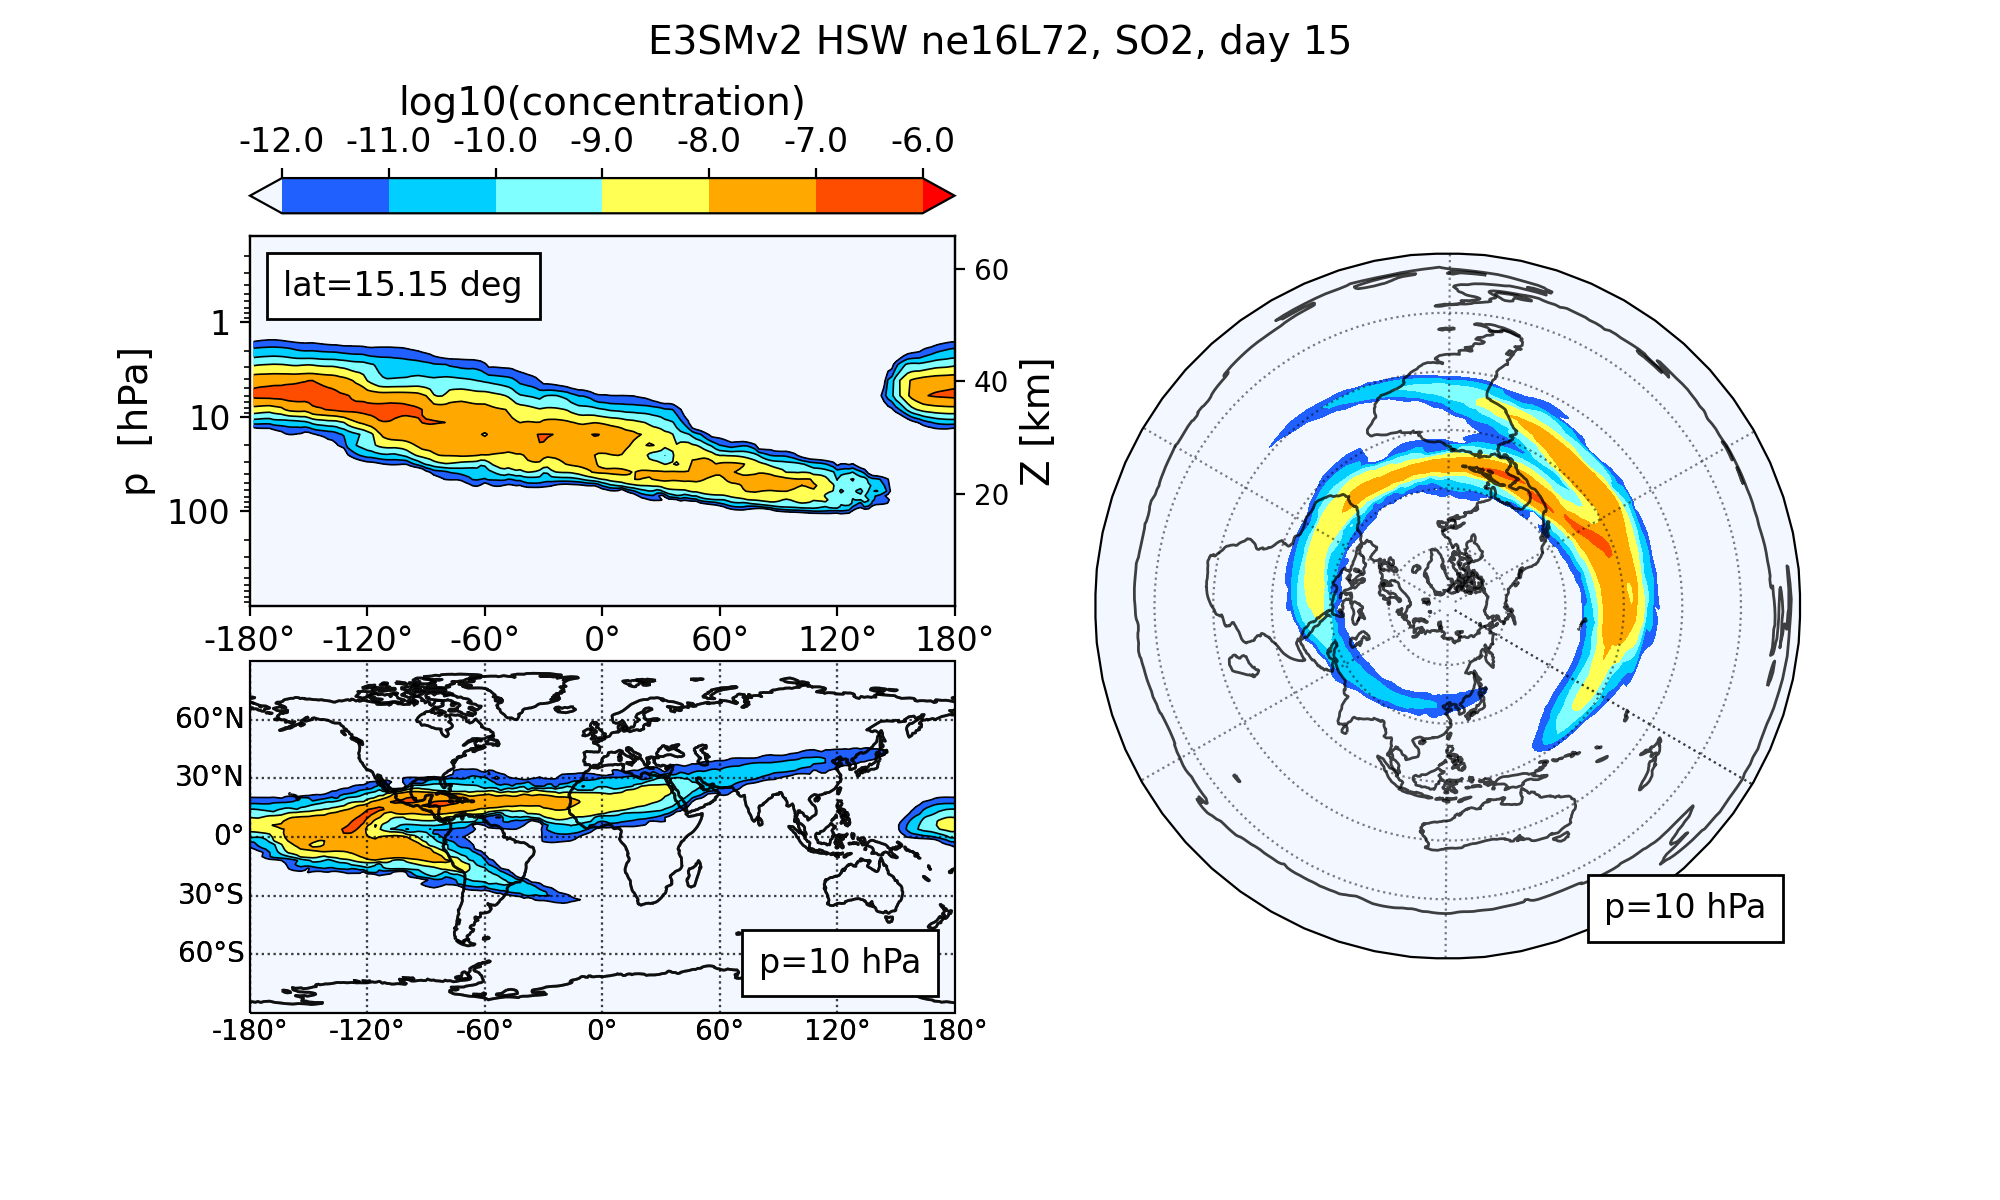 E3SMv2 HSW ne16L72, SO2, day 15
log10(concentration)
-12.0 -11.0 -10.0 -9.0 -8.0 -7.0 -6.0
lat=15.15 deg
p [hPa]
1
10
100
60
40
20
Z [km]
-180° -120° -60° 0° 60° 120° 180°
60°N
30°N
0°
30°S
60°S
p=10 hPa
-180° -120° -60° 0° 60° 120° 180°
p=10 hPa